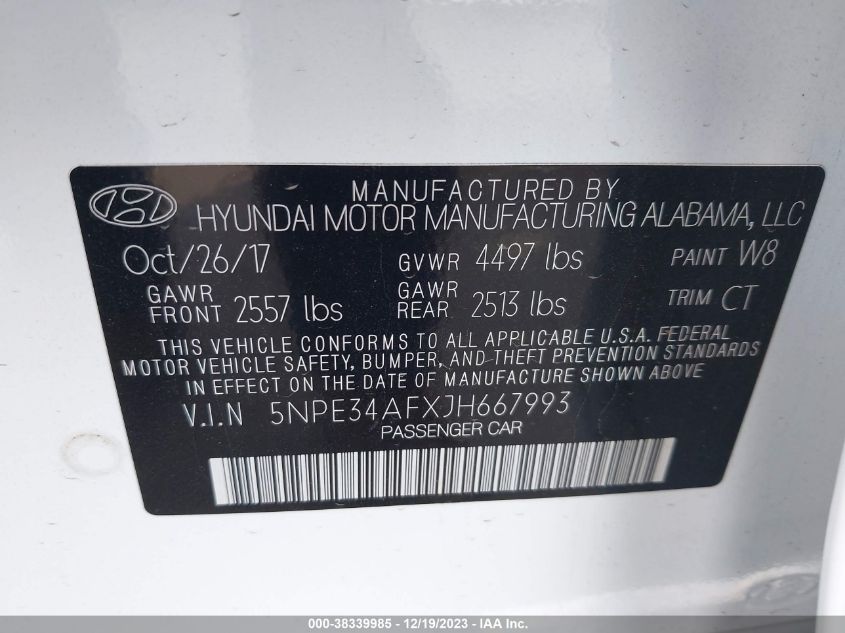 MANUFACTURED BY
HYUNDAI MOTOR MANUFACTURING ALABAMA, LLC
Oct/26/17 GVWR 4497 lbs PAINT W8
GAWR FRONT 2557 lbs GAWR REAR 2513 lbs TRIM CT
THIS VEHICLE CONFORMS TO ALL APPLICABLE U.S.A. FEDERAL
MOTOR VEHICLE SAFETY, BUMPER, AND THEFT PREVENTION STANDARDS
IN EFFECT ON THE DATE OF MANUFACTURE SHOWN ABOVE
V.I.N 5NPE34AFXJH667993
PASSENGER CAR
000-38339985 - 12/19/2023 - IAA Inc.